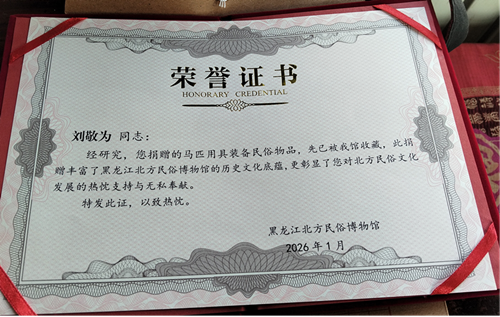 荣誉证书
HONORARY CREDENTIAL
刘敬为 同志：
经研究，您捐赠的马匹用具装备民俗物品，先已被我馆收藏，此捐
赠丰富了黑龙江北方民俗博物馆的历史文化底蕴，更彰显了您对北方民俗文化
发展的热忱支持与无私奉献。
特发此证，以致热忱。
黑龙江北方民俗博物馆
2026年1月